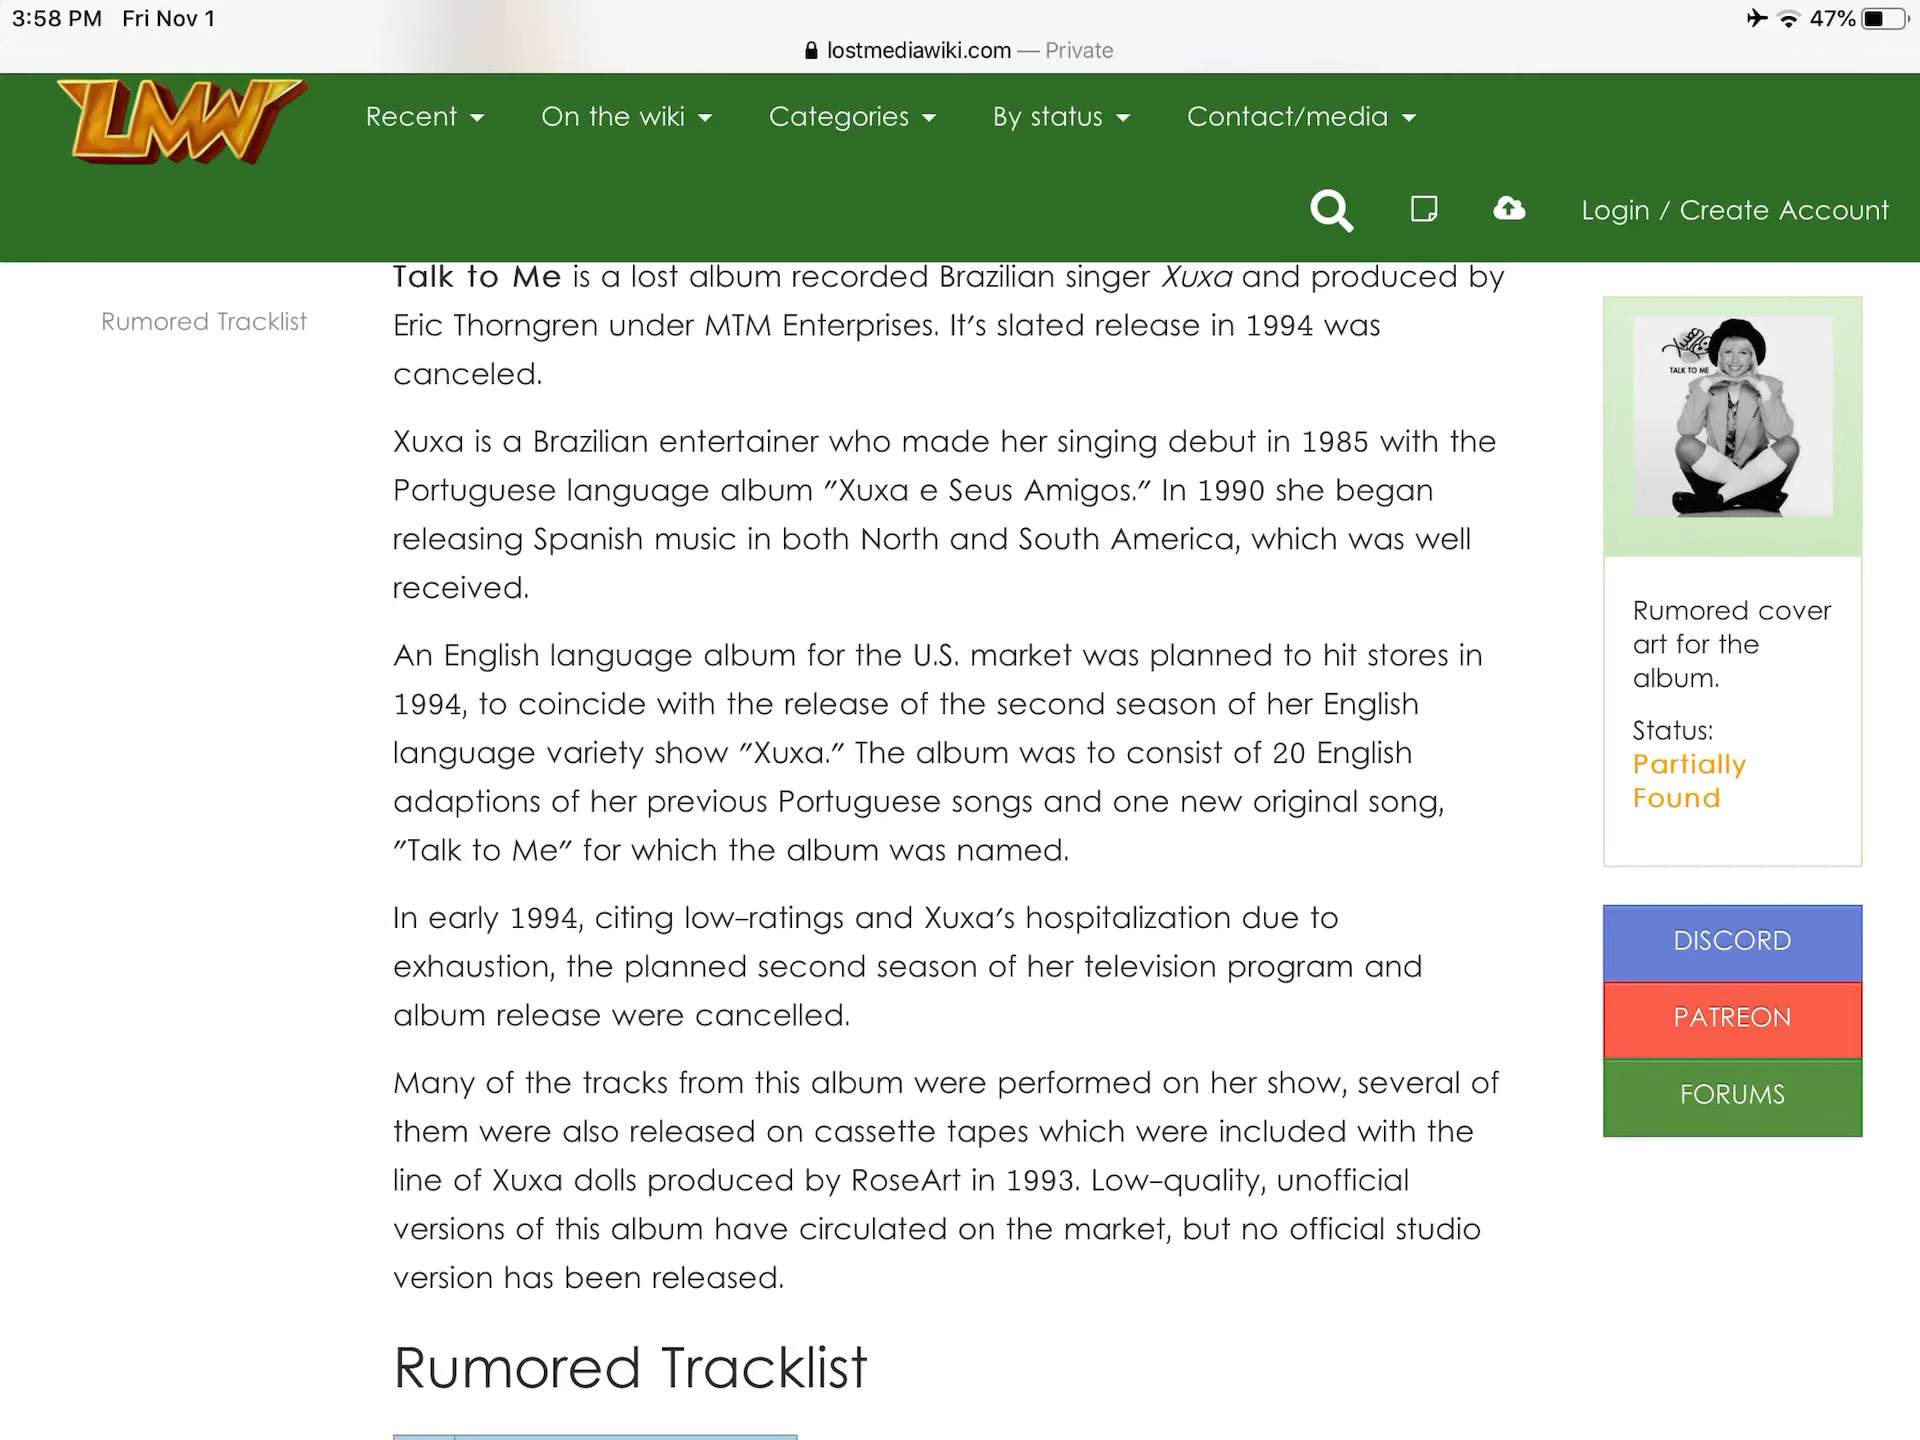 3:58 PM Fri Nov 1
47%
lostmediawiki.com — Private
LMW
Recent
On the wiki
Categories
By status
Contact/media
Login / Create Account
Rumored Tracklist
Talk to Me is a lost album recorded Brazilian singer Xuxa and produced by
Eric Thorngren under MTM Enterprises. It's slated release in 1994 was
canceled.
Xuxa is a Brazilian entertainer who made her singing debut in 1985 with the
Portuguese language album "Xuxa e Seus Amigos." In 1990 she began
releasing Spanish music in both North and South America, which was well
received.
An English language album for the U.S. market was planned to hit stores in
1994, to coincide with the release of the second season of her English
language variety show "Xuxa." The album was to consist of 20 English
adaptions of her previous Portuguese songs and one new original song,
"Talk to Me" for which the album was named.
In early 1994, citing low-ratings and Xuxa's hospitalization due to
exhaustion, the planned second season of her television program and
album release were cancelled.
Many of the tracks from this album were performed on her show, several of
them were also released on cassette tapes which were included with the
line of Xuxa dolls produced by RoseArt in 1993. Low-quality, unofficial
versions of this album have circulated on the market, but no official studio
version has been released.
Rumored Tracklist
Xuxa
TALK TO ME
Rumored cover
art for the
album.
Status:
Partially
Found
DISCORD
PATREON
FORUMS